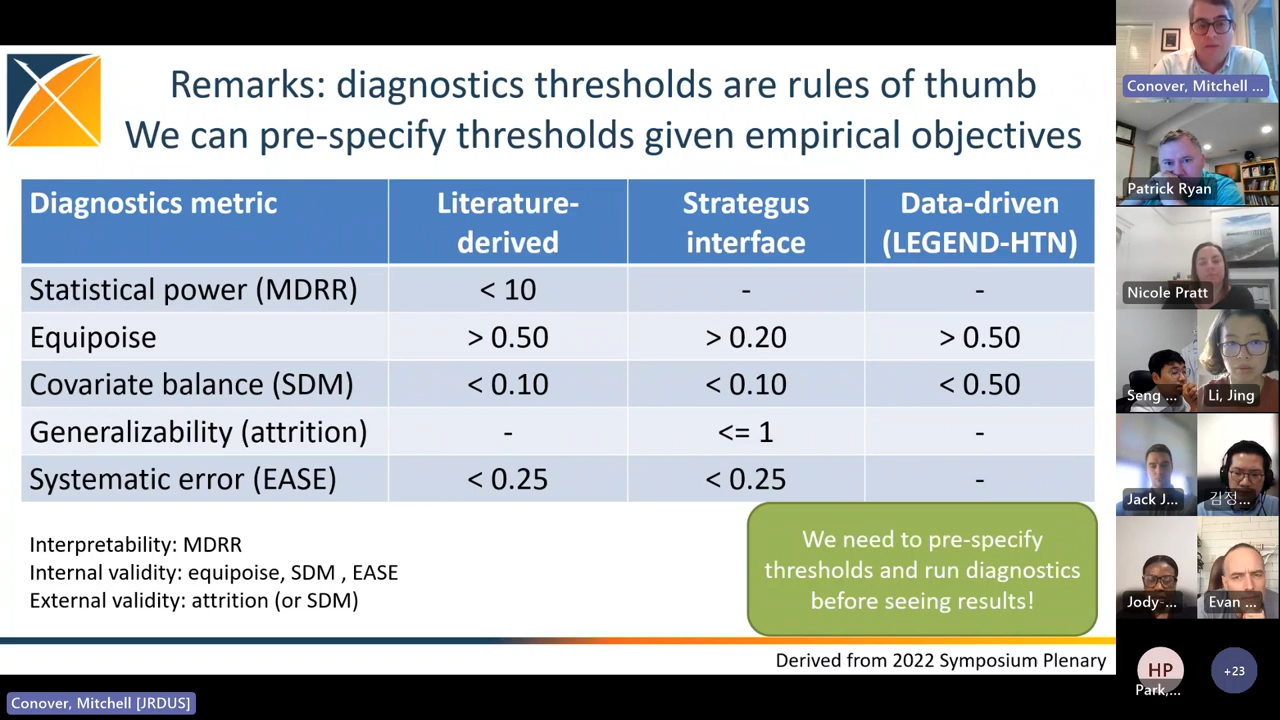 Remarks: diagnostics thresholds are rules of thumb
We can pre-specify thresholds given empirical objectives
Diagnostics metric
Literature-
derived
Strategus
interface
Data-driven
(LEGEND-HTN)
Statistical power (MDRR) < 10 - -
Equipoise > 0.50 > 0.20 > 0.50
Covariate balance (SDM) < 0.10 < 0.10 < 0.50
Generalizability (attrition) - <= 1 -
Systematic error (EASE) < 0.25 < 0.25 -
Interpretability: MDRR
Internal validity: equipoise, SDM , EASE
External validity: attrition (or SDM)
We need to pre-specify
thresholds and run diagnostics
before seeing results!
Derived from 2022 Symposium Plenary
Conover, Mitchell [JRDUS]
Conover, Mitchell ...
Patrick Ryan
Nicole Pratt
Seng ...
Li, Jing
Jack J...
김정...
Jody-...
Evan ...
HP
Park,...
+23